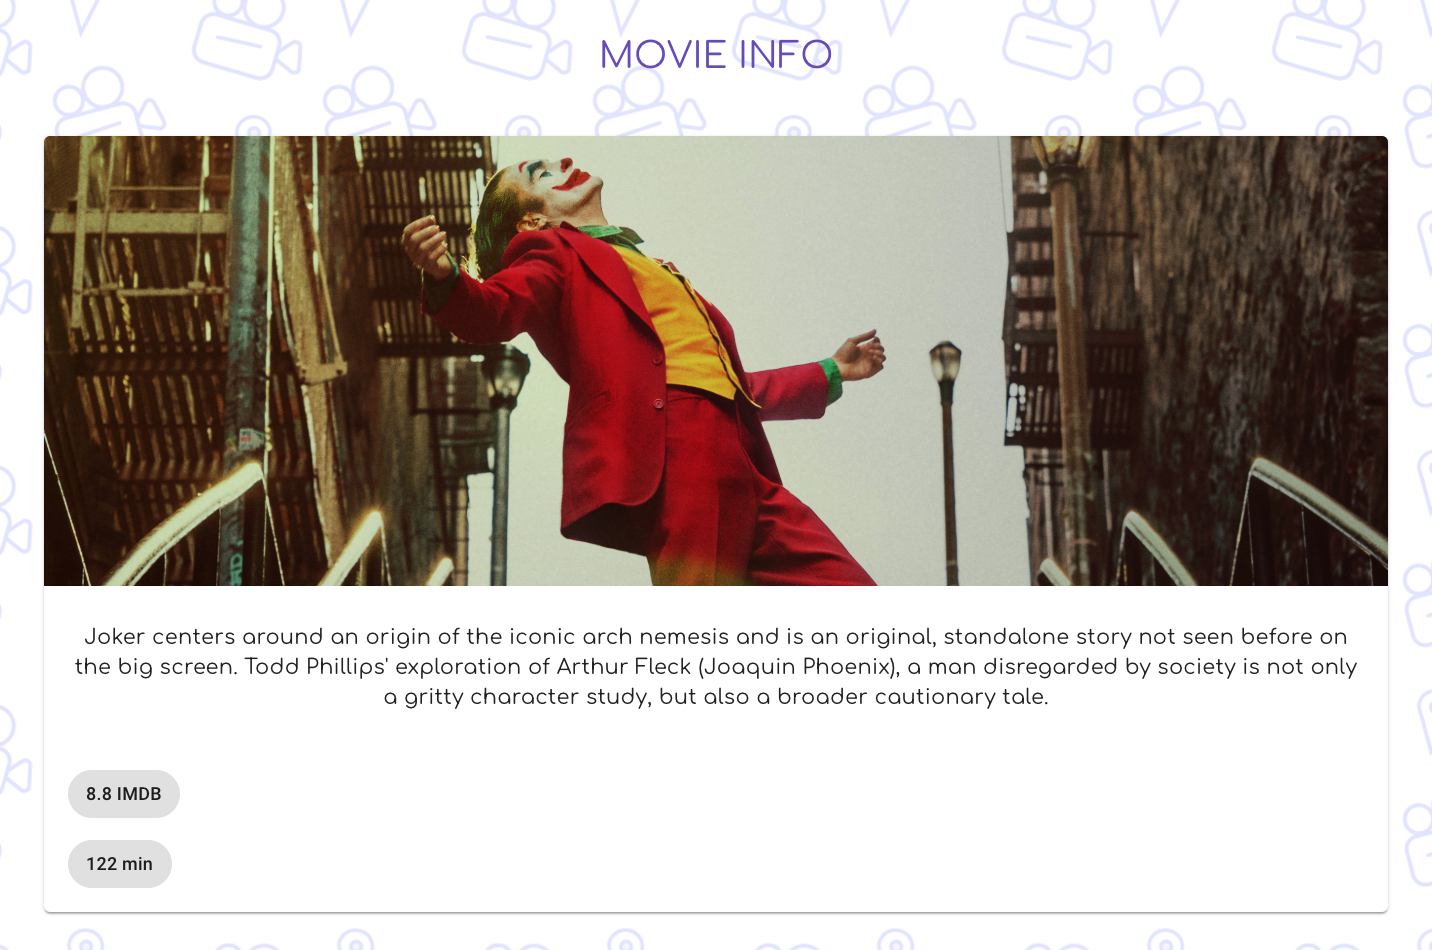 MOVIE INFO
Joker centers around an origin of the iconic arch nemesis and is an original, standalone story not seen before on
the big screen. Todd Phillips' exploration of Arthur Fleck (Joaquin Phoenix), a man disregarded by society is not only
a gritty character study, but also a broader cautionary tale.
8.8 IMDB
122 min